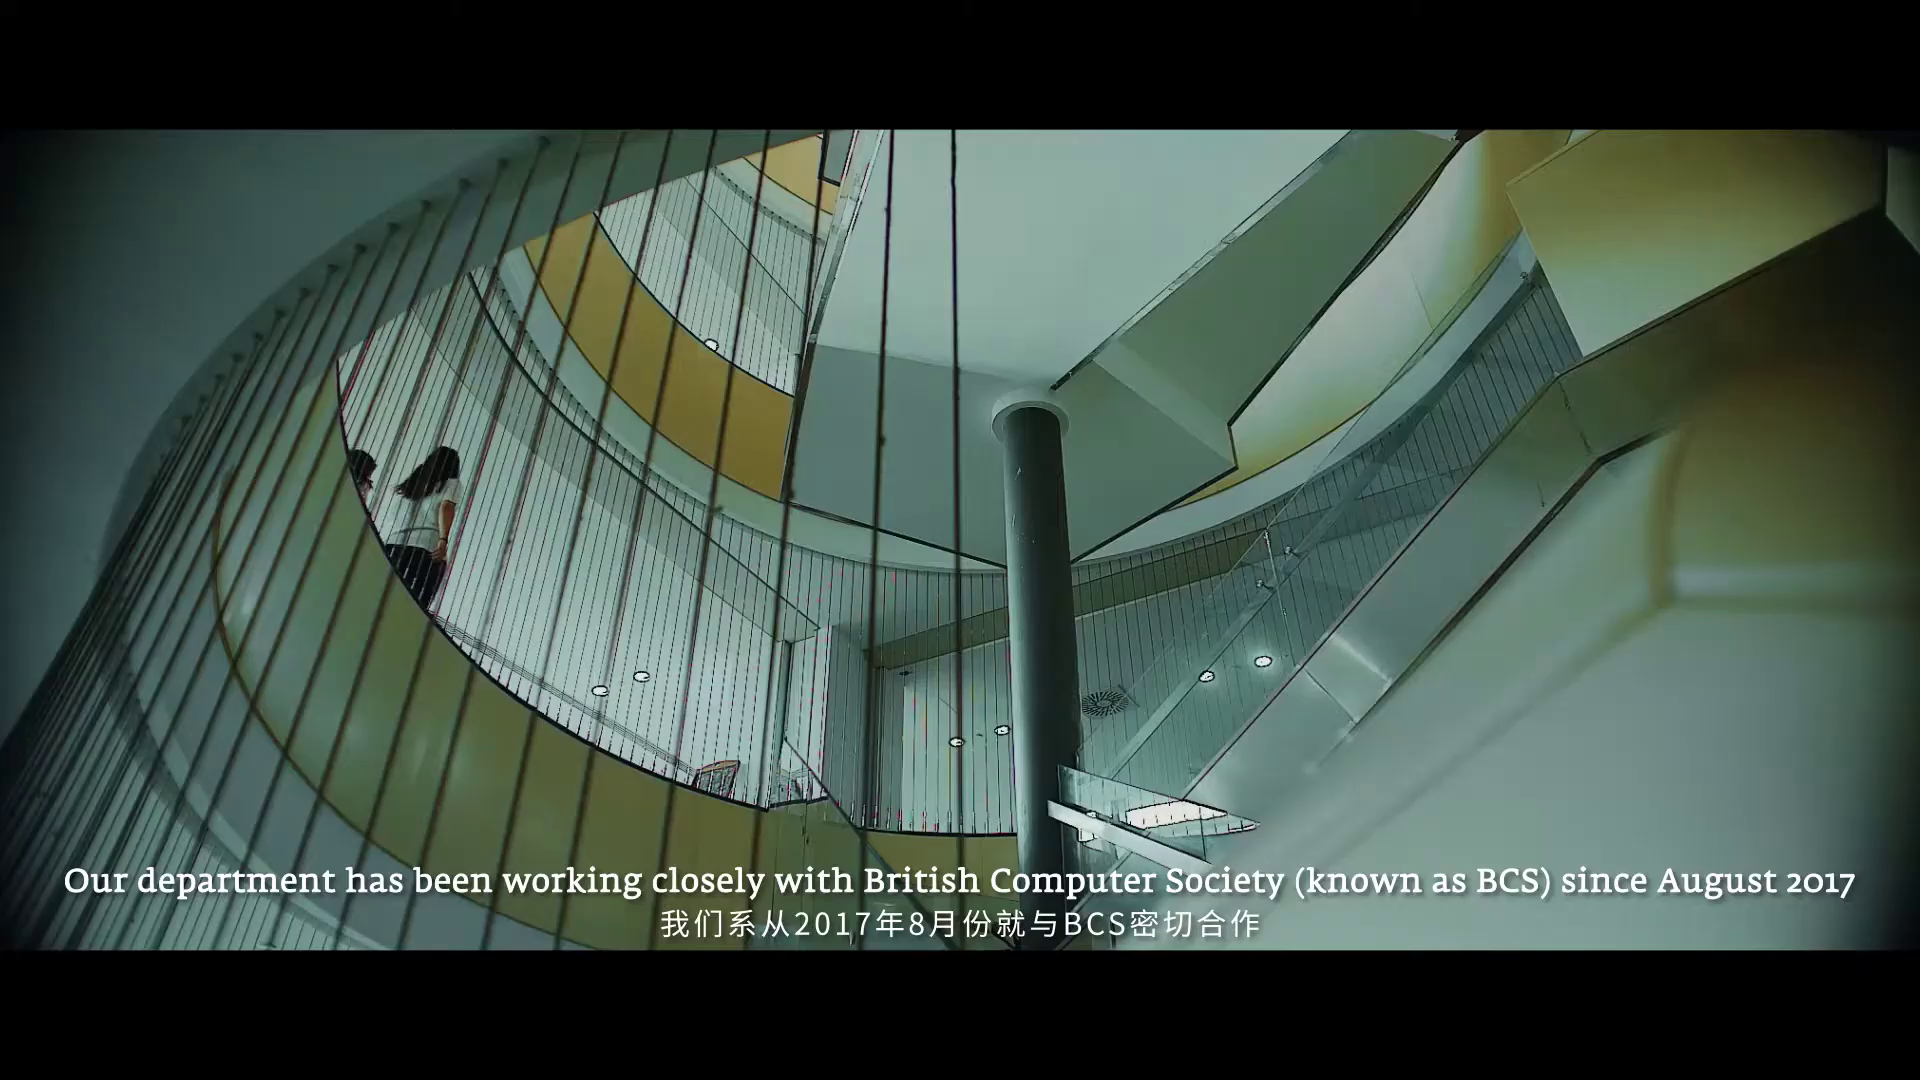 Our department has been working closely with British Computer Society (known as BCS) since August 2017
我们系从2017年8月份就与BCS密切合作